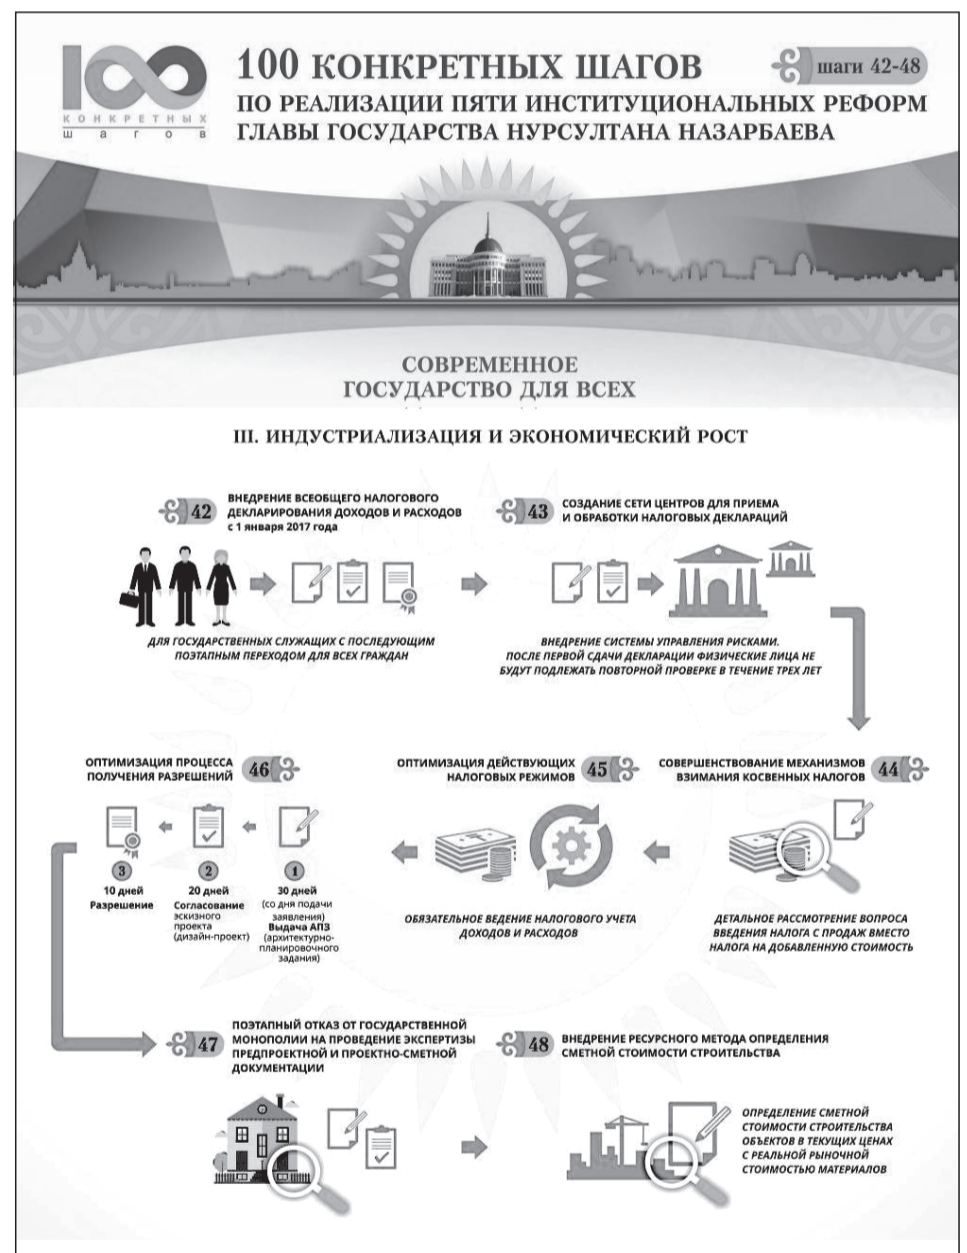 100 КОНКРЕТНЫХ ШАГОВ
шаги 42-48
ПО РЕАЛИЗАЦИИ ПЯТИ ИНСТИТУЦИОНАЛЬНЫХ РЕФОРМ
ГЛАВЫ ГОСУДАРСТВА НУРСУЛТАНА НАЗАРБАЕВА
100
КОНКРЕТНЫХ
шагов
СОВРЕМЕННОЕ
ГОСУДАРСТВО ДЛЯ ВСЕХ
III. ИНДУСТРИАЛИЗАЦИЯ И ЭКОНОМИЧЕСКИЙ РОСТ
42
ВНЕДРЕНИЕ ВСЕОБЩЕГО НАЛОГОВОГО
ДЕКЛАРИРОВАНИЯ ДОХОДОВ И РАСХОДОВ
с 1 января 2017 года
ДЛЯ ГОСУДАРСТВЕННЫХ СЛУЖАЩИХ С ПОСЛЕДУЮЩИМ
ПОЭТАПНЫМ ПЕРЕХОДОМ ДЛЯ ВСЕХ ГРАЖДАН
43
СОЗДАНИЕ СЕТИ ЦЕНТРОВ ДЛЯ ПРИЕМА
И ОБРАБОТКИ НАЛОГОВЫХ ДЕКЛАРАЦИЙ
ВНЕДРЕНИЕ СИСТЕМЫ УПРАВЛЕНИЯ РИСКАМИ.
ПОСЛЕ ПЕРВОЙ СДАЧИ ДЕКЛАРАЦИИ ФИЗИЧЕСКИЕ ЛИЦА НЕ
БУДУТ ПОДЛЕЖАТЬ ПОВТОРНОЙ ПРОВЕРКЕ В ТЕЧЕНИЕ ТРЕХ ЛЕТ
СОВЕРШЕНСТВОВАНИЕ МЕХАНИЗМОВ
ВЗИМАНИЯ КОСВЕННЫХ НАЛОГОВ
44
ДЕТАЛЬНОЕ РАССМОТРЕНИЕ ВОПРОСА
ВВЕДЕНИЯ НАЛОГА С ПРОДАЖ ВМЕСТО
НАЛОГА НА ДОБАВЛЕННУЮ СТОИМОСТЬ
ОПТИМИЗАЦИЯ ДЕЙСТВУЮЩИХ
НАЛОГОВЫХ РЕЖИМОВ
45
ОБЯЗАТЕЛЬНОЕ ВЕДЕНИЕ НАЛОГОВОГО УЧЕТА
ДОХОДОВ И РАСХОДОВ
ОПТИМИЗАЦИЯ ПРОЦЕССА
ПОЛУЧЕНИЯ РАЗРЕШЕНИЙ
46
1
30 дней
(со дня подачи
заявления)
Выдача АПЗ
(архитектурно-
планировочного
задания)
2
20 дней
Согласование
эскизного
проекта
(дизайн-проект)
3
10 дней
Разрешение
47
ПОЭТАПНЫЙ ОТКАЗ ОТ ГОСУДАРСТВЕННОЙ
МОНОПОЛИИ НА ПРОВЕДЕНИЕ ЭКСПЕРТИЗЫ
ПРЕДПРОЕКТНОЙ И ПРОЕКТНО-СМЕТНОЙ
ДОКУМЕНТАЦИИ
48
ВНЕДРЕНИЕ РЕСУРСНОГО МЕТОДА ОПРЕДЕЛЕНИЯ
СМЕТНОЙ СТОИМОСТИ СТРОИТЕЛЬСТВА
ОПРЕДЕЛЕНИЕ СМЕТНОЙ
СТОИМОСТИ СТРОИТЕЛЬСТВА
ОБЪЕКТОВ В ТЕКУЩИХ ЦЕНАХ
С РЕАЛЬНОЙ РЫНОЧНОЙ
СТОИМОСТЬЮ МАТЕРИАЛОВ